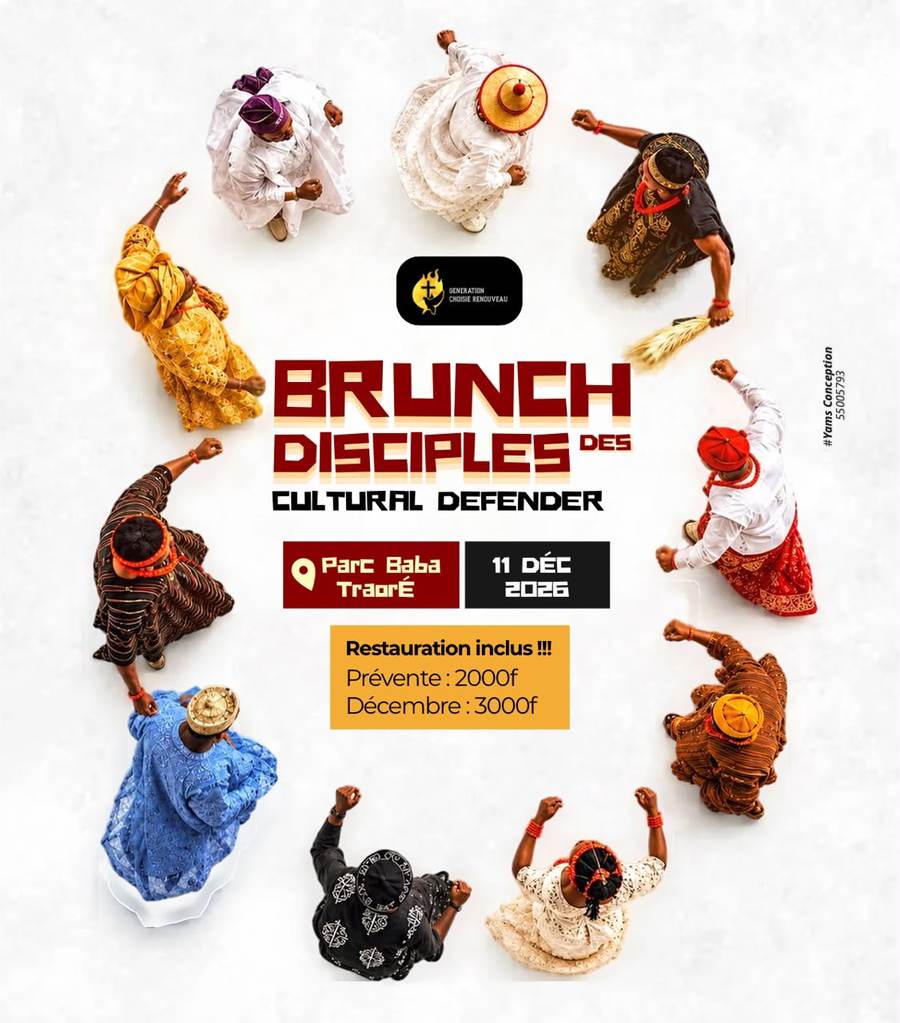 GENERATION
CHOISIE RENOUVEAU
BRUNCH
DES
DISCIPLES
CULTURAL DEFENDER
Parc Baba
TraorÉ
11 DÉC
2026
Restauration inclus !!!
Prévente : 2000f
Décembre : 3000f
#Yams Conception
55005793